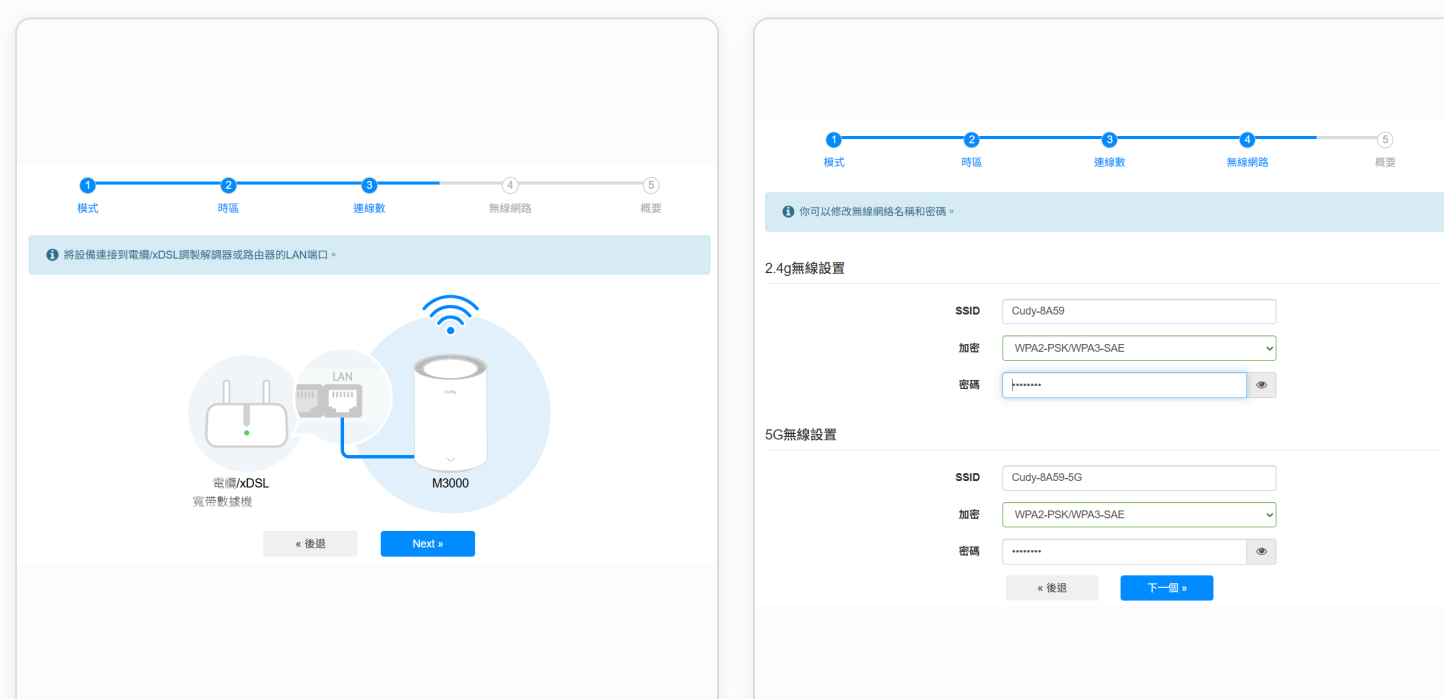 1 2 3 4 5
模式 時區 連線數 無線網路 概要
將設備連接到電纜/xDSL調製解調器或路由器的LAN端口。
LAN
cudy
電纜/xDSL
寬帶數據機
M3000
« 後退 Next »
1 2 3 4 5
模式 時區 連線數 無線網路 概要
你可以修改無線網絡名稱和密碼。
2.4g無線設置
SSID Cudy-8A59
加密 WPA2-PSK/WPA3-SAE
密碼 ••••••••
5G無線設置
SSID Cudy-8A59-5G
加密 WPA2-PSK/WPA3-SAE
密碼 ••••••••
« 後退 下一個 »